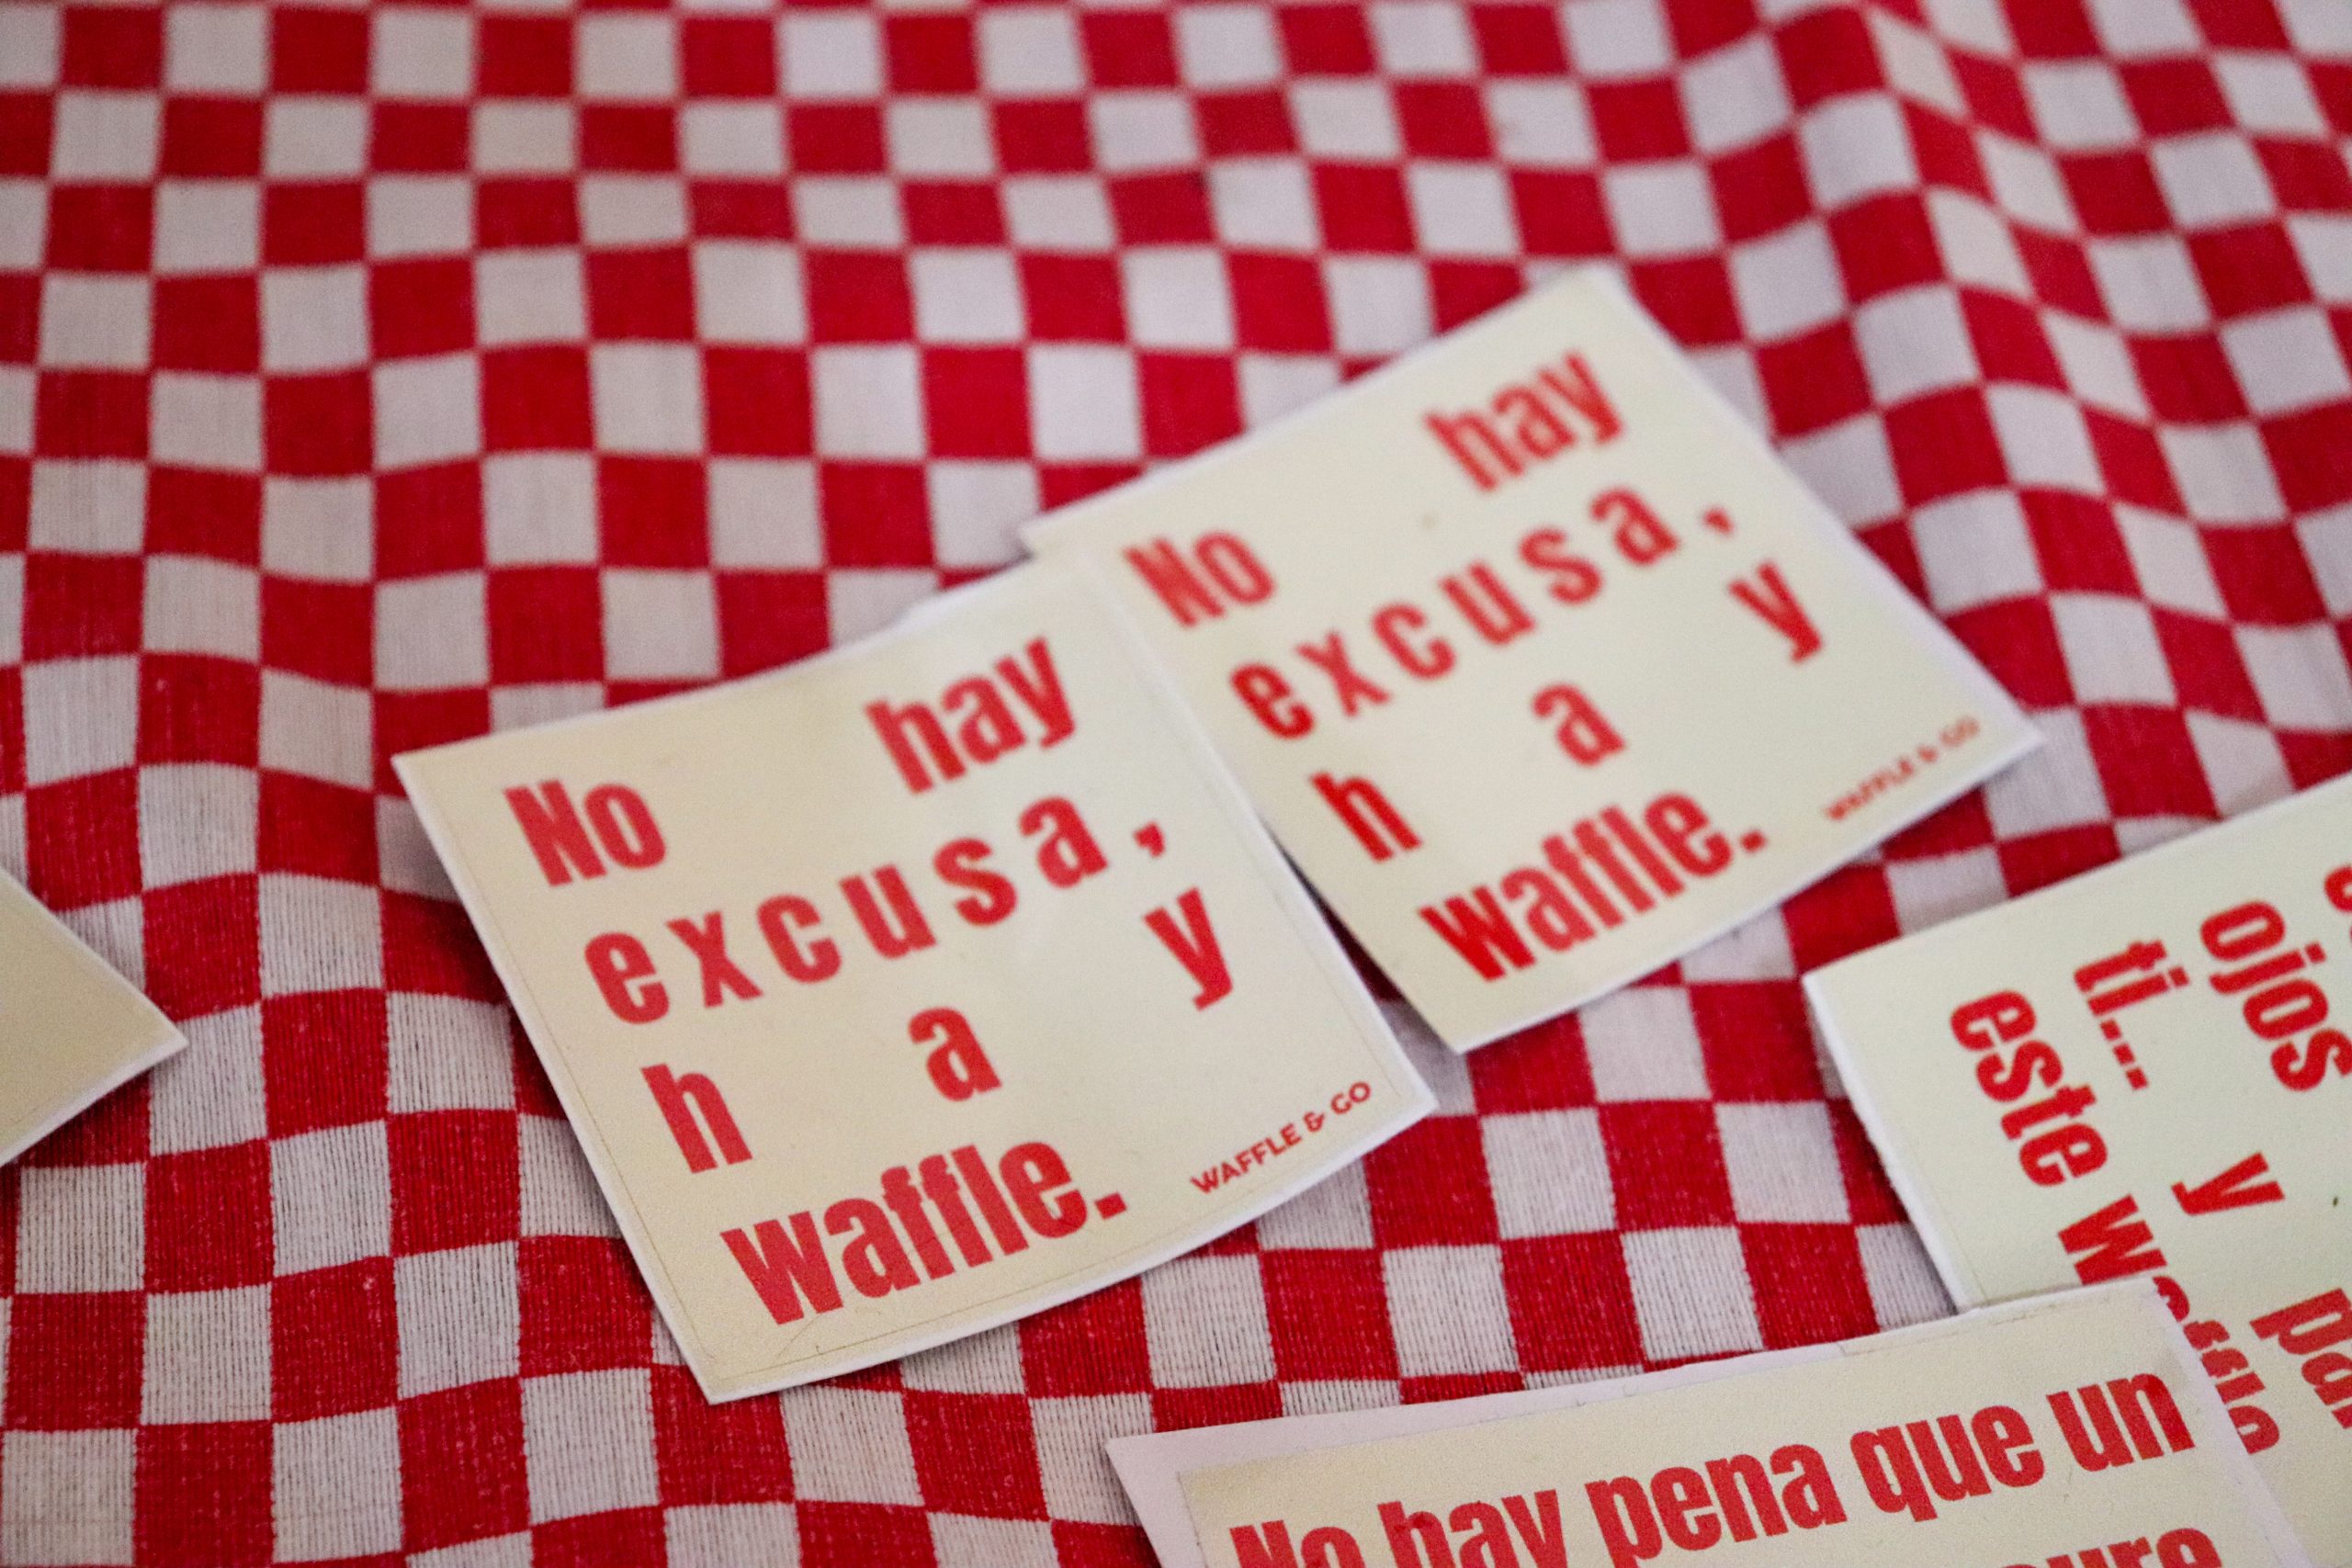 No hay
excusa,
h a y
waffle.
WAFFLE & GO
No hay
excusa,
h a y
waffle.
WAFFLE & GO
ojos
ti... y
este waffle
No hay pena que un